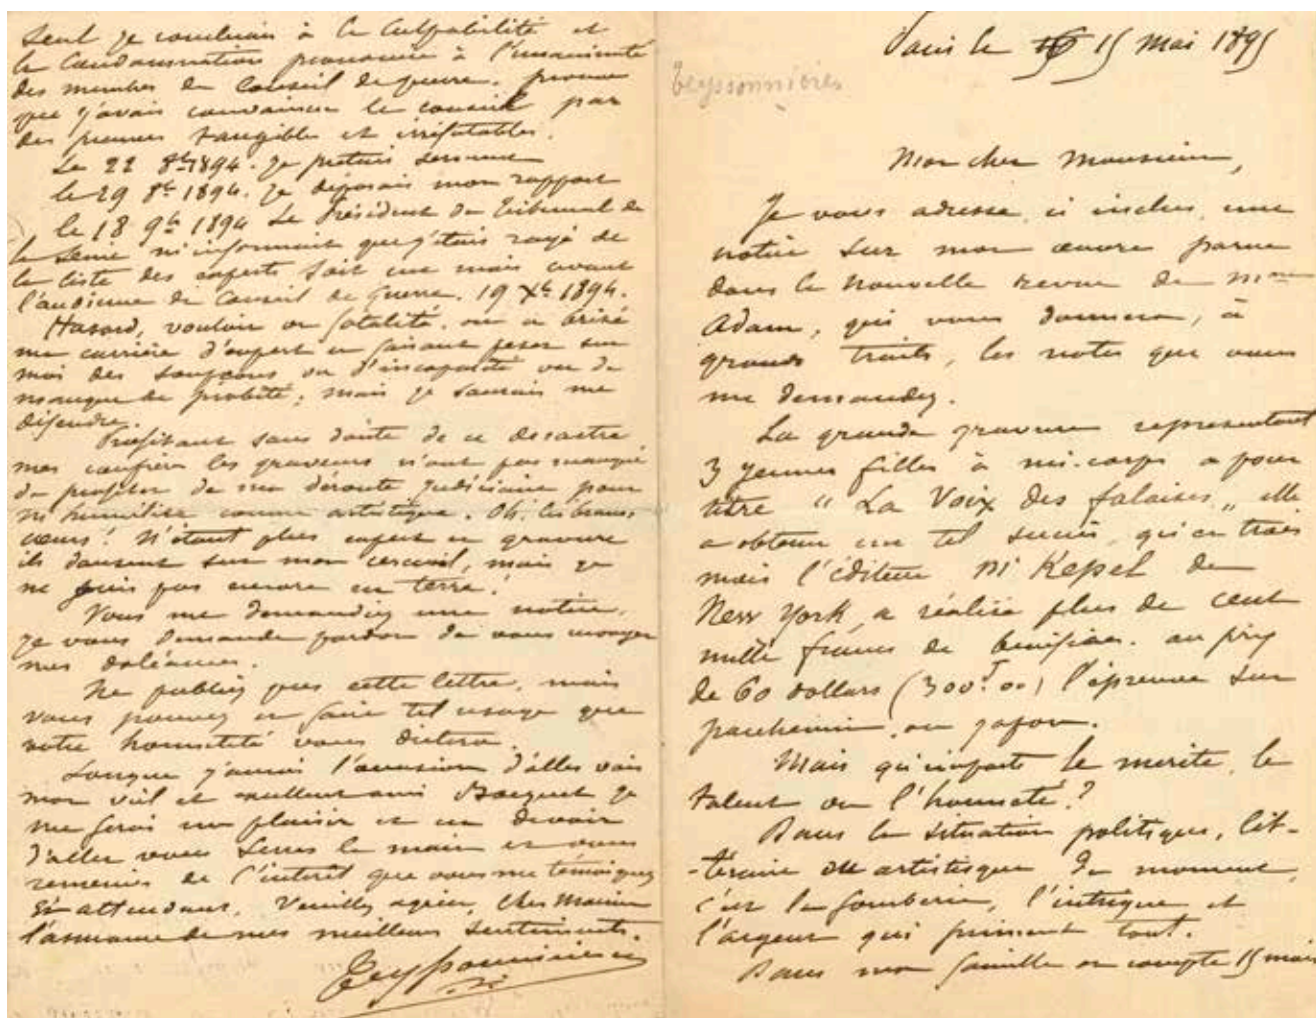 Paris le 16 15 Mai 1895
Teyssonnières
Mon cher Monsieur,
Je vous adresse, ci inclus, une
notice sur mon œuvre parue
dans la Nouvelle revue de Mme
Adam, qui vous donnera, à
grands traits, les notes que vous
me demandez.
La grande gravure representant
3 jeunes filles à mi-corps a pour
titre " La Voix des falaises „ elle
a obtenu un tel succès, qu'en trois
mois l'éditeur Mr Kepel de
New York, a réalisé plus de cent
mille francs de benifices. au prix
de 60 dollars (300f.00) l'épreuve sur
parchemin, ou japon.
Mais qu'importe le merite, le
talent ou l'honneteté?
Dans la situation politique, lit-
-téraire et artistique du moment,
c'est la fourberie, l'intrigue et
l'argent qui priment tout.
Dans ma famille on compte 15 mois
Seul je concluais à la culpabilité et
la Condamnation prononcée à l'unanimité
des membres du Conseil de guerre. prouve
que j'avais convaincu le conseil par
des preuves tangibles et irréfutables.
Le 22 8bre 1894. Je pretais serment
le 29 8bre 1894. Je déposais mon rapport
le 18 9bre 1894 Le Président du Tribunal de
la Seine m'informait que j'étais rayé de
la liste des experts soit un mois avant
l'audience du Conseil de Guerre. 19 Xbre 1894.
Hasard, vouloir ou fatalité, on a brisé
ma carrière d'expert en faisant peser sur
moi des soupçons ou d'incapacité ou de
manque de probité; mais je saurais me
défendre.
Profitant sans doute de ce désastre
mes confrères les graveurs n'ont pas manqué
de profiter de ma déroute judiciaire pour
m'humilier comme artistique. Oh, les braves
cœurs! N'étant plus expert en gravure
ils dansent sur mon cercueil, mais je
ne suis pas encore en terre!
Vous me demandiez une notice,
je vous demande pardon de vous envoyer
mes doléances.
Ne publiez pas cette lettre, mais
vous pouvez en faire tel usage que
votre honnêteté vous dictera.
Lorsque j'aurai l'occasion d'aller voir
mon vieil et excellent ami Bocquet je
me ferai un plaisir et un devoir
d'aller vous serrer la main et vous
remercier de l'intérêt que vous me témoignez
En attendant, Veuillez agréer, Cher Monsieur
l'assurance de mes meilleurs sentiments.
Teyssonnières